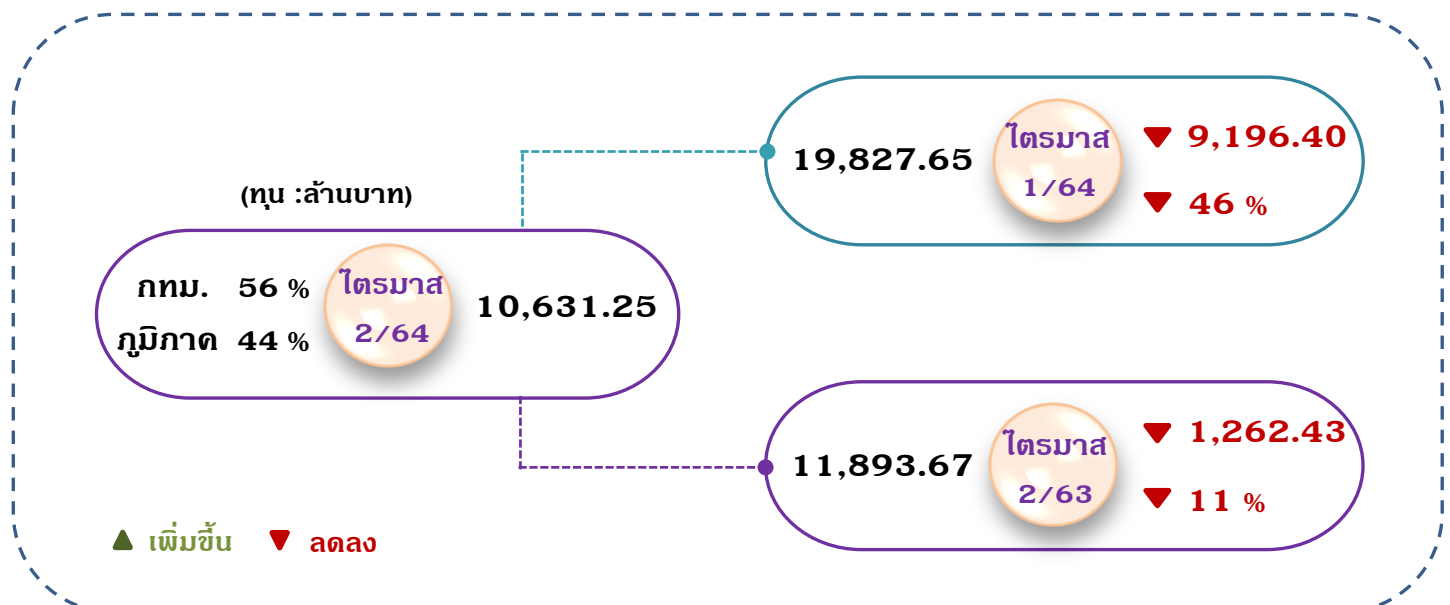 (ทุน :ล้านบาท)
กทม. 56 %
ภูมิภาค 44 %
ไตรมาส
2/64
10,631.25
19,827.65
ไตรมาส
1/64
▼ 9,196.40
▼ 46 %
11,893.67
ไตรมาส
2/63
▼ 1,262.43
▼ 11 %
▲ เพิ่มขึ้น ▼ ลดลง